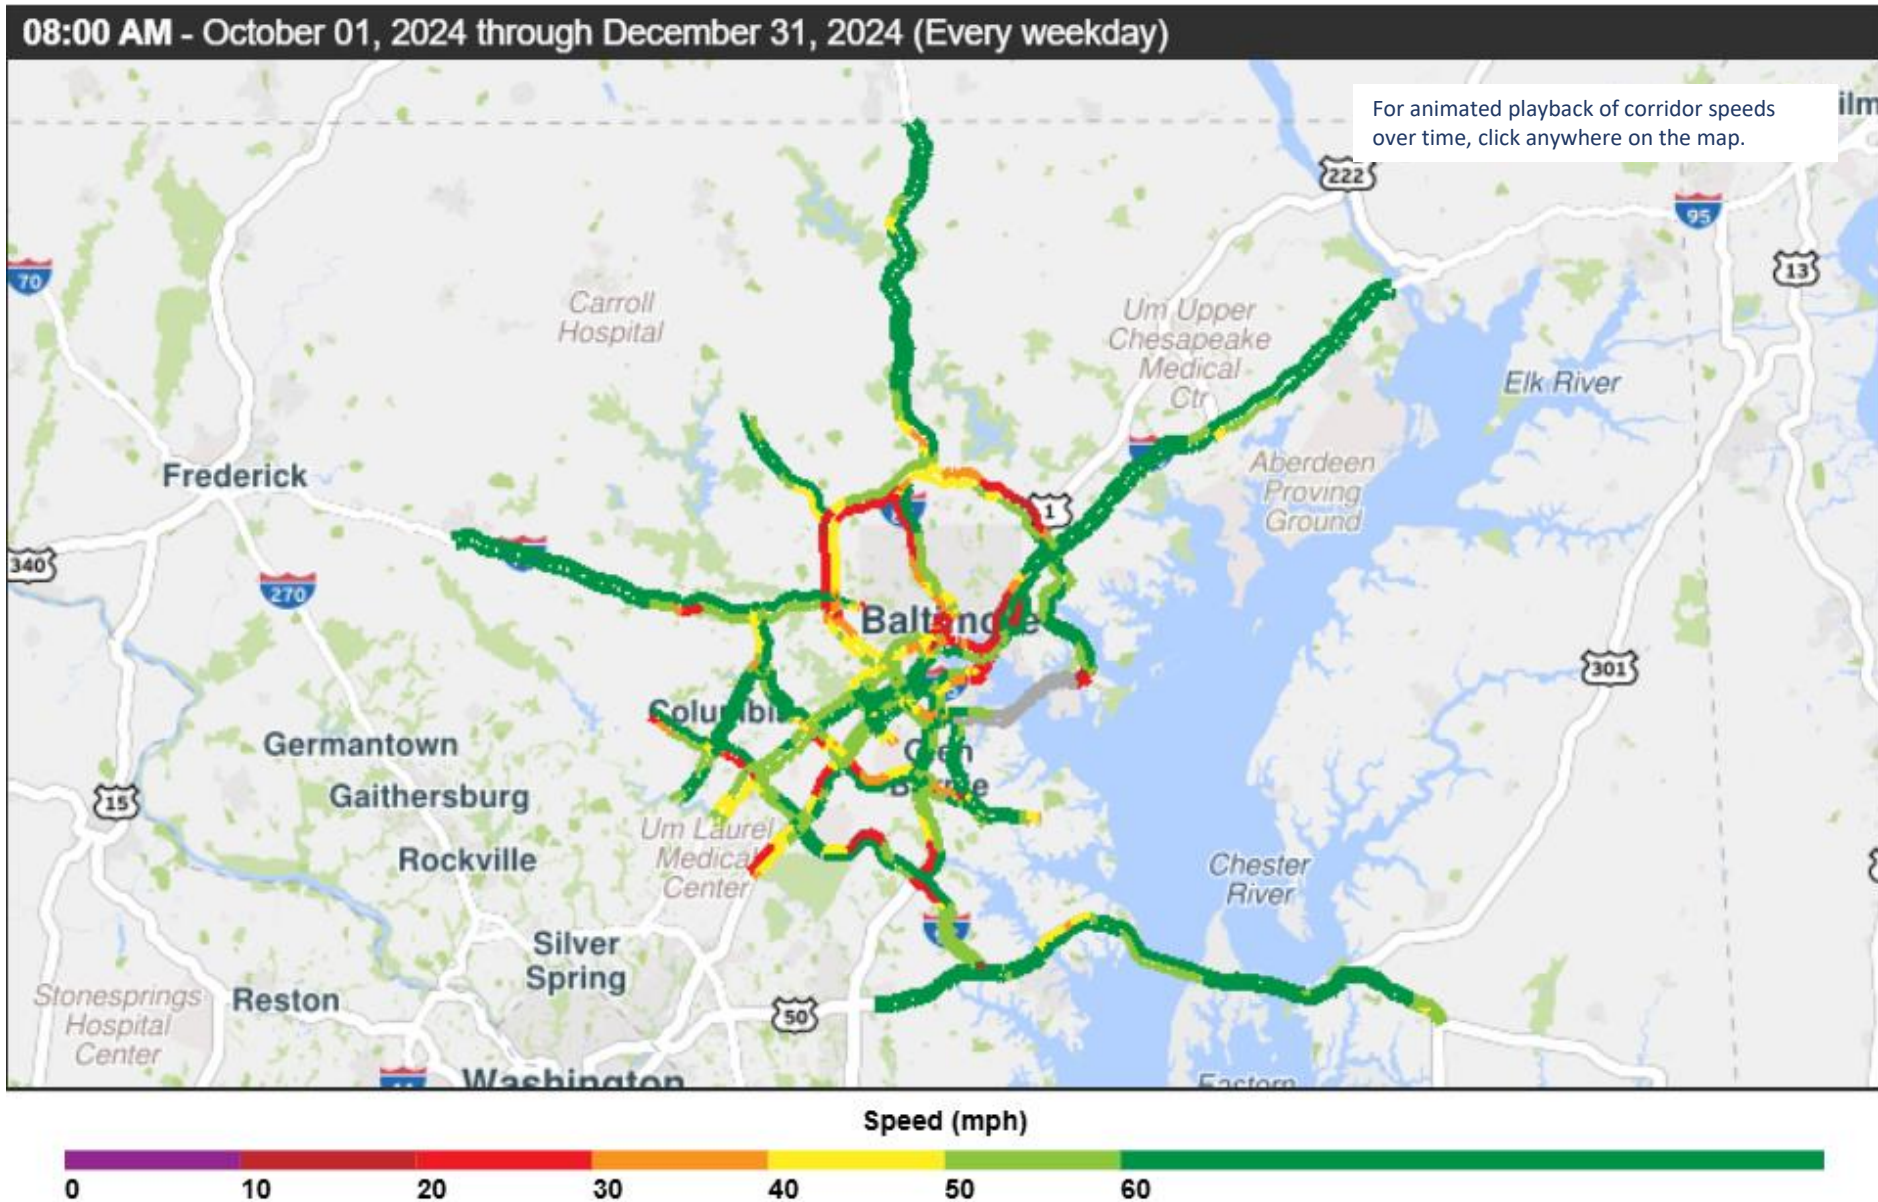 08:00 AM - October 01, 2024 through December 31, 2024 (Every weekday)
For animated playback of corridor speeds
over time, click anywhere on the map.
222
95
70
13
Carroll
Hospital
Um Upper
Chesapeake
Medical
Ctr
Elk River
Frederick
Aberdeen
Proving
Ground
1
340
270
Baltimore
301
Germantown
15
Gaithersburg
Um Laurel
Medical
Center
Rockville
Chester
River
Silver
Spring
Stonesprings
Hospital
Center
Reston
50
Washington
Eastern
Speed (mph)
0 10 20 30 40 50 60